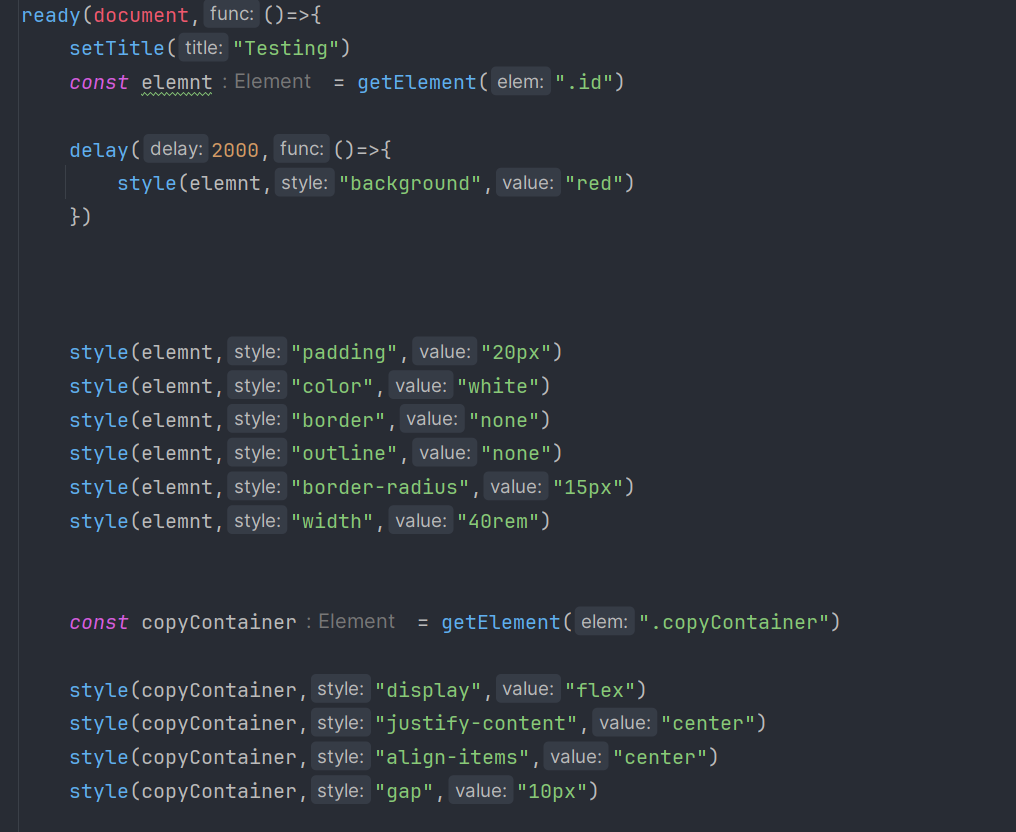 ready(document, func: ()=>{
setTitle( title: "Testing")
const elemnt : Element = getElement( elem: ".id")
delay( delay: 2000, func: ()=>{
style(elemnt, style: "background", value: "red")
})
style(elemnt, style: "padding", value: "20px")
style(elemnt, style: "color", value: "white")
style(elemnt, style: "border", value: "none")
style(elemnt, style: "outline", value: "none")
style(elemnt, style: "border-radius", value: "15px")
style(elemnt, style: "width", value: "40rem")
const copyContainer : Element = getElement( elem: ".copyContainer")
style(copyContainer, style: "display", value: "flex")
style(copyContainer, style: "justify-content", value: "center")
style(copyContainer, style: "align-items", value: "center")
style(copyContainer, style: "gap", value: "10px")